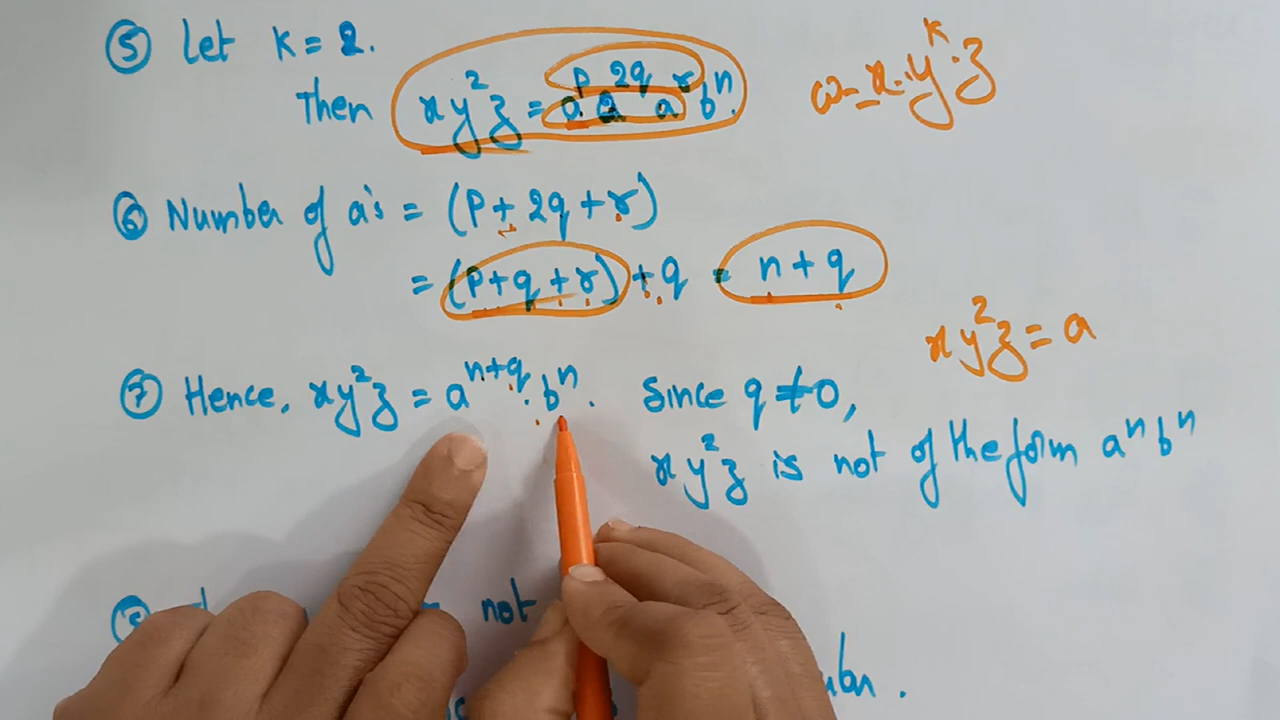 ⑤ Let K = 2.
Then xy²z = a^p a^2q a^r b^n.
w = x.y^k.z
⑥ Number of a's = (P + 2q + r)
= (P+q+r) + q = n+q
xy²z = a
⑦ Hence, xy²z = a^n+q . b^n. Since q ≠ 0,
xy²z is not of the form a^n b^n
⑧ not